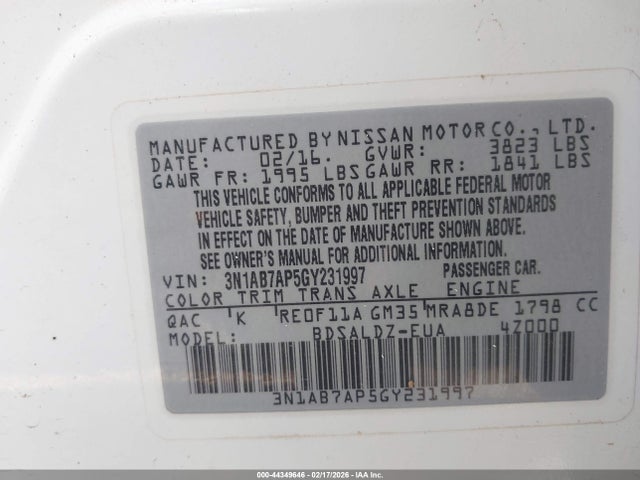 MANUFACTURED BY NISSAN MOTOR CO., LTD.
DATE: 02/16. GVWR: 3823 LBS
GAWR FR: 1995 LBS GAWR RR: 1841 LBS
THIS VEHICLE CONFORMS TO ALL APPLICABLE FEDERAL MOTOR
VEHICLE SAFETY, BUMPER AND THEFT PREVENTION STANDARDS
IN EFFECT ON THE DATE OF MANUFACTURE SHOWN ABOVE.
SEE OWNER'S MANUAL FOR ADDITIONAL INFORMATION.
VIN: 3N1AB7AP5GY231997 PASSENGER CAR.
COLOR TRIM TRANS AXLE ENGINE
QAC K RE0F11A GM35 MRA8DE 1798 CC
MODEL: BDSALDZ-EUA 4Z000
3N1AB7AP5GY231997
000-44349646 - 02/17/2026 - IAA Inc.